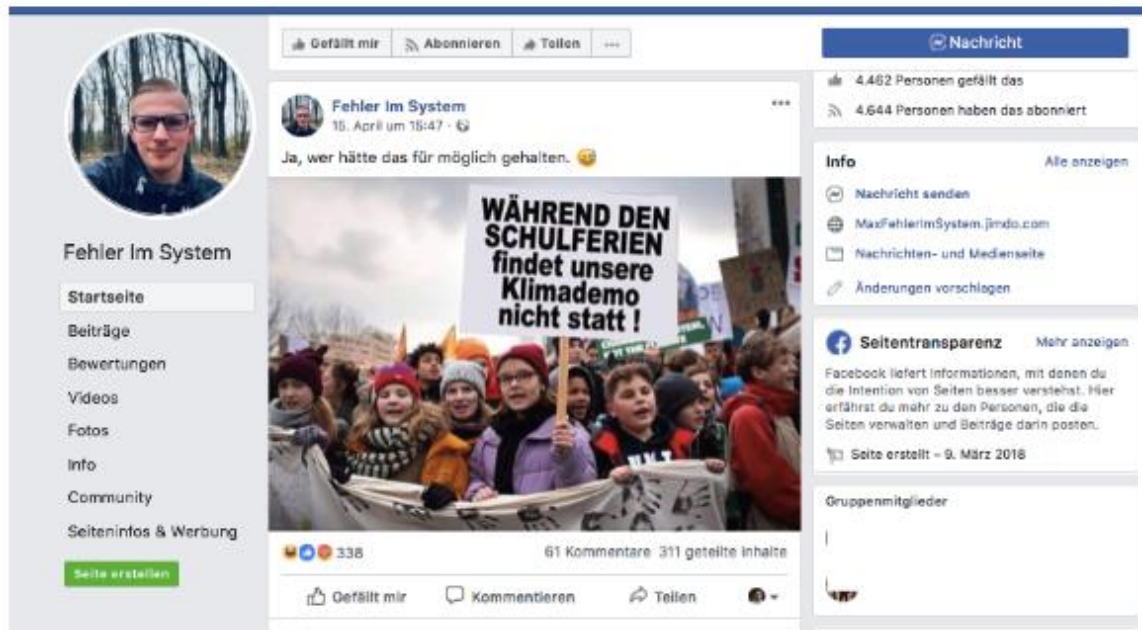 Gefällt mir Abonnieren Teilen ...
Nachricht
Fehler Im System
Startseite
Beiträge
Bewertungen
Videos
Fotos
Info
Community
Seiteninfos & Werbung
Seite erstellen
Fehler Im System
15. April um 15:47
Ja, wer hätte das für möglich gehalten.
WÄHREND DEN
SCHULFERIEN
findet unsere
Klimademo
nicht statt !
338 61 Kommentare 311 geteilte Inhalte
Gefällt mir Kommentieren Teilen
4.462 Personen gefällt das
4.644 Personen haben das abonniert
Info Alle anzeigen
Nachricht senden
MaxFehlerImSystem.jimdo.com
Nachrichten- und Medienseite
Änderungen vorschlagen
Seitentransparenz Mehr anzeigen
Facebook liefert Informationen, mit denen du
die Intention von Seiten besser verstehst. Hier
erfährst du mehr zu den Personen, die die
Seiten verwalten und Beiträge darin posten.
Seite erstellt – 9. März 2018
Gruppenmitglieder